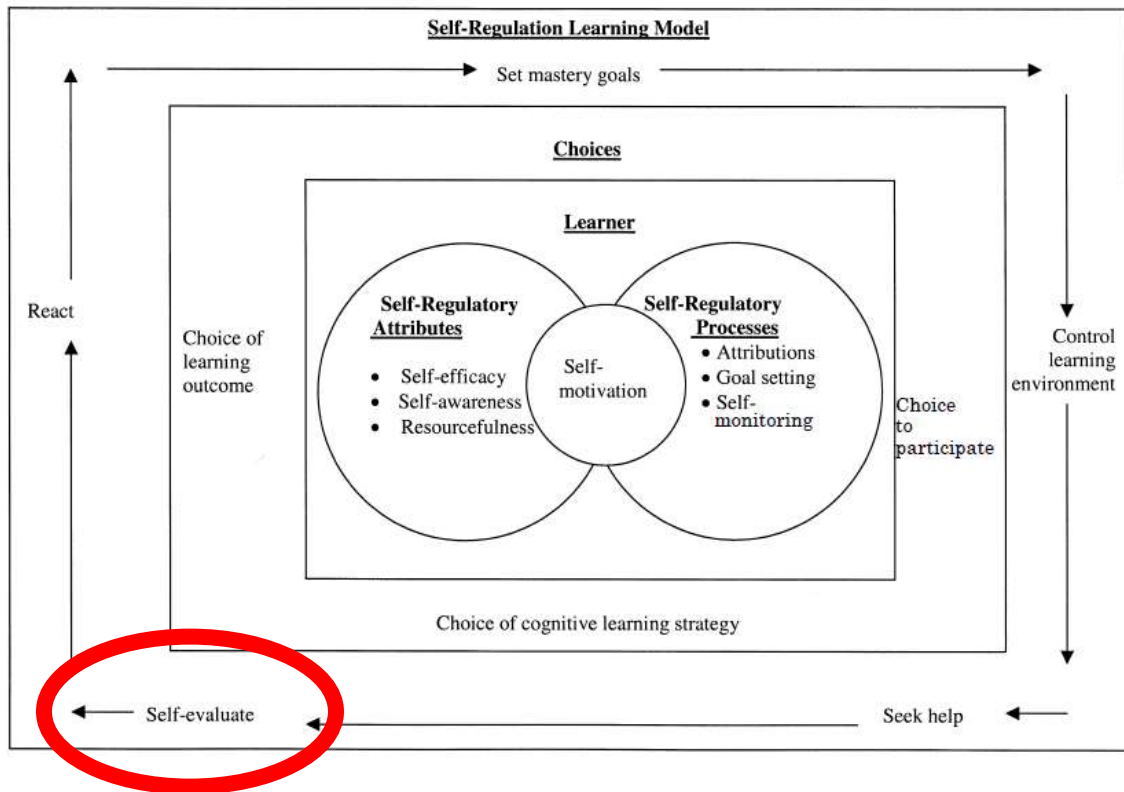 Self-Regulation Learning Model
Set mastery goals
Choices
Learner
React
Self-Regulatory
Attributes
• Self-efficacy
• Self-awareness
• Resourcefulness
Self-
motivation
Self-Regulatory
Processes
• Attributions
• Goal setting
• Self-
monitoring
Choice of
learning
outcome
Control
learning
environment
Choice
to
participate
Choice of cognitive learning strategy
Self-evaluate
Seek help